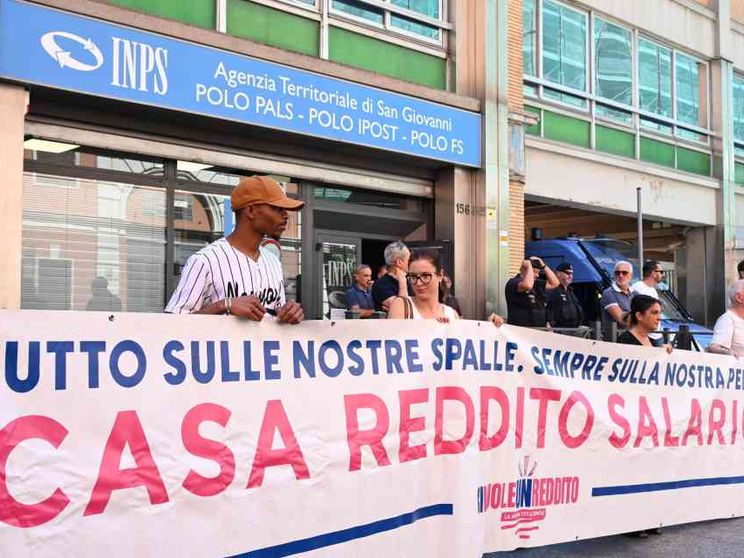 INPS
Agenzia Territoriale di San Giovanni
POLO PALS - POLO IPOST - POLO FS
156
INPS
UTTO SULLE NOSTRE SPALLE. SEMPRE SULLA NOSTRA PE
CASA REDDITO SALARIO
VOLEUNREDDITO